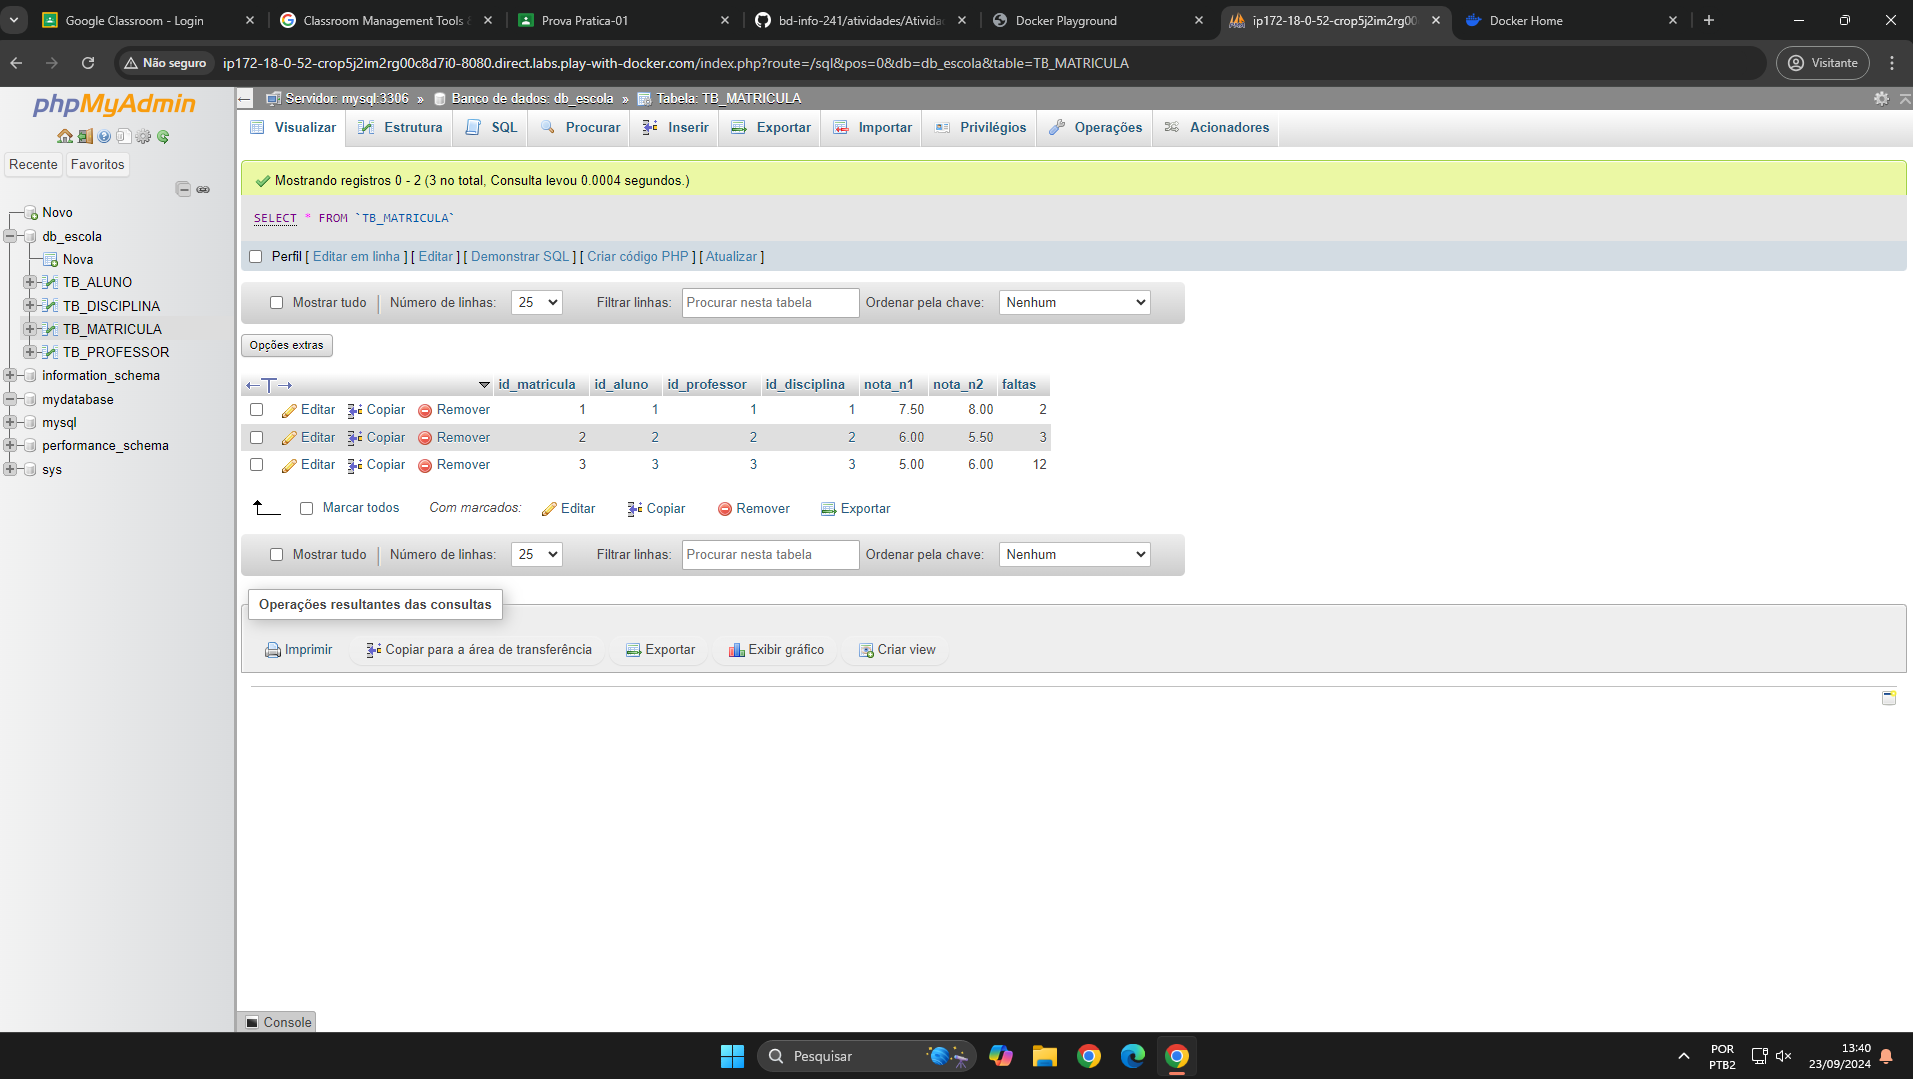 Google Classroom - Login
Classroom Management Tools
Prova Pratica-01
bd-info-241/atividades/Ativida
Docker Playground
ip172-18-0-52-crop5j2im2rg00
Docker Home
Não seguro
ip172-18-0-52-crop5j2im2rg00c8d7i0-8080.direct.labs.play-with-docker.com/index.php?route=/sql&pos=0&db=db_escola&table=TB_MATRICULA
Visitante
phpMyAdmin
Recente Favoritos
Novo
db_escola
Nova
TB_ALUNO
TB_DISCIPLINA
TB_MATRICULA
TB_PROFESSOR
information_schema
mydatabase
mysql
performance_schema
sys
Servidor: mysql:3306 » Banco de dados: db_escola » Tabela: TB_MATRICULA
Visualizar Estrutura SQL Procurar Inserir Exportar Importar Privilégios Operações Acionadores
Mostrando registros 0 - 2 (3 no total, Consulta levou 0.0004 segundos.)
SELECT * FROM `TB_MATRICULA`
Perfil [ Editar em linha ] [ Editar ] [ Demonstrar SQL ] [ Criar código PHP ] [ Atualizar ]
Mostrar tudo Número de linhas: 25 Filtrar linhas: Procurar nesta tabela Ordenar pela chave: Nenhum
Opções extras
id_matricula id_aluno id_professor id_disciplina nota_n1 nota_n2 faltas
Editar Copiar Remover 1 1 1 1 7.50 8.00 2
Editar Copiar Remover 2 2 2 2 6.00 5.50 3
Editar Copiar Remover 3 3 3 3 5.00 6.00 12
Marcar todos Com marcados: Editar Copiar Remover Exportar
Mostrar tudo Número de linhas: 25 Filtrar linhas: Procurar nesta tabela Ordenar pela chave: Nenhum
Operações resultantes das consultas
Imprimir Copiar para a área de transferência Exportar Exibir gráfico Criar view
Console
Pesquisar
POR
PTB2
13:40
23/09/2024